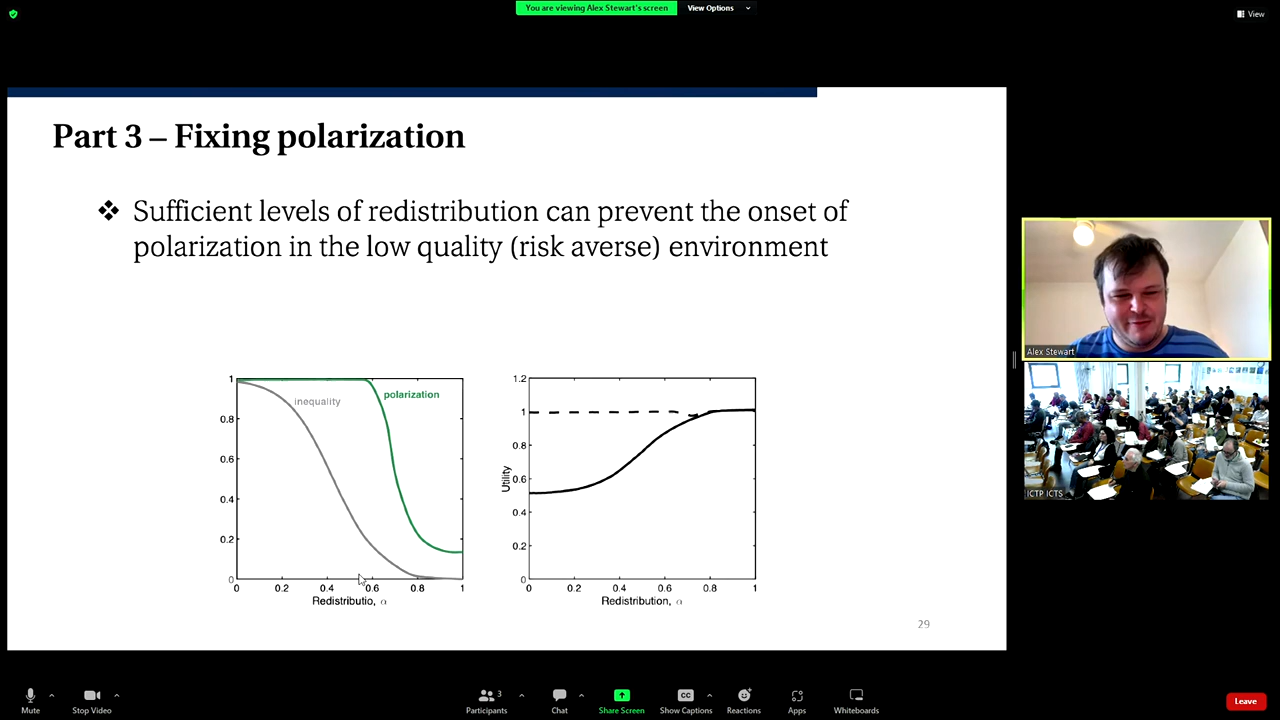 You are viewing Alex Stewart's screen
View Options
View
Part 3 – Fixing polarization
❖ Sufficient levels of redistribution can prevent the onset of
polarization in the low quality (risk averse) environment
1
0.8
0.6
0.4
0.2
0
inequality
polarization
0 0.2 0.4 0.6 0.8 1
Redistributio, α
1.2
1
0.8
0.6
0.4
0.2
0
Utility
0 0.2 0.4 0.6 0.8 1
Redistribution, α
29
Alex Stewart
ICTP ICTS
Mute
Stop Video
3
Participants
Chat
Share Screen
CC
Show Captions
Reactions
Apps
Whiteboards
Leave